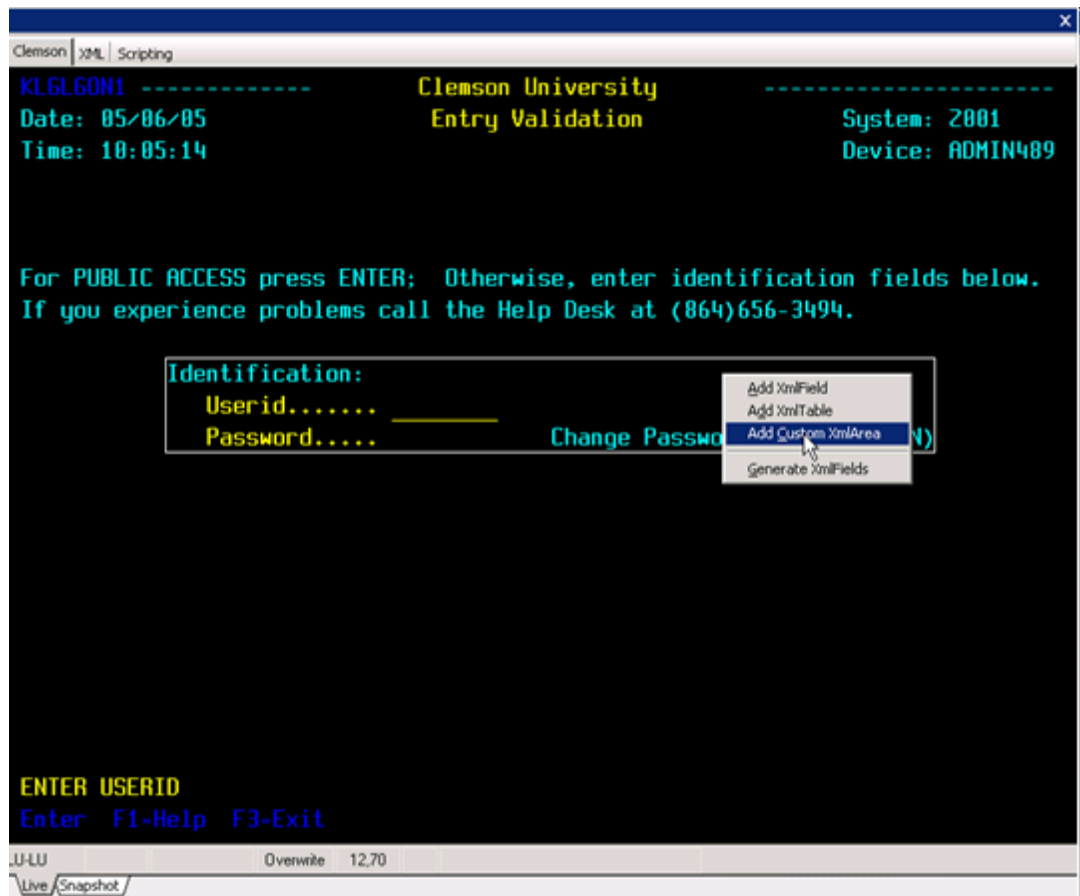 X
Clemson XML Scripting
KLGLGON1 ------------- Clemson University ----------------------
Date: 05/06/05 Entry Validation System: Z001
Time: 10:05:14 Device: ADMIN489
For PUBLIC ACCESS press ENTER; Otherwise, enter identification fields below.
If you experience problems call the Help Desk at (864)656-3494.
Identification:
Add XmlField
Userid....... ________
Add XmlTable
Password..... Change Passwo N)
Add Custom XmlArea
Generate XmlFields
ENTER USERID
Enter F1=Help F3=Exit
LU-LU Overwrite 12,70
Live Snapshot